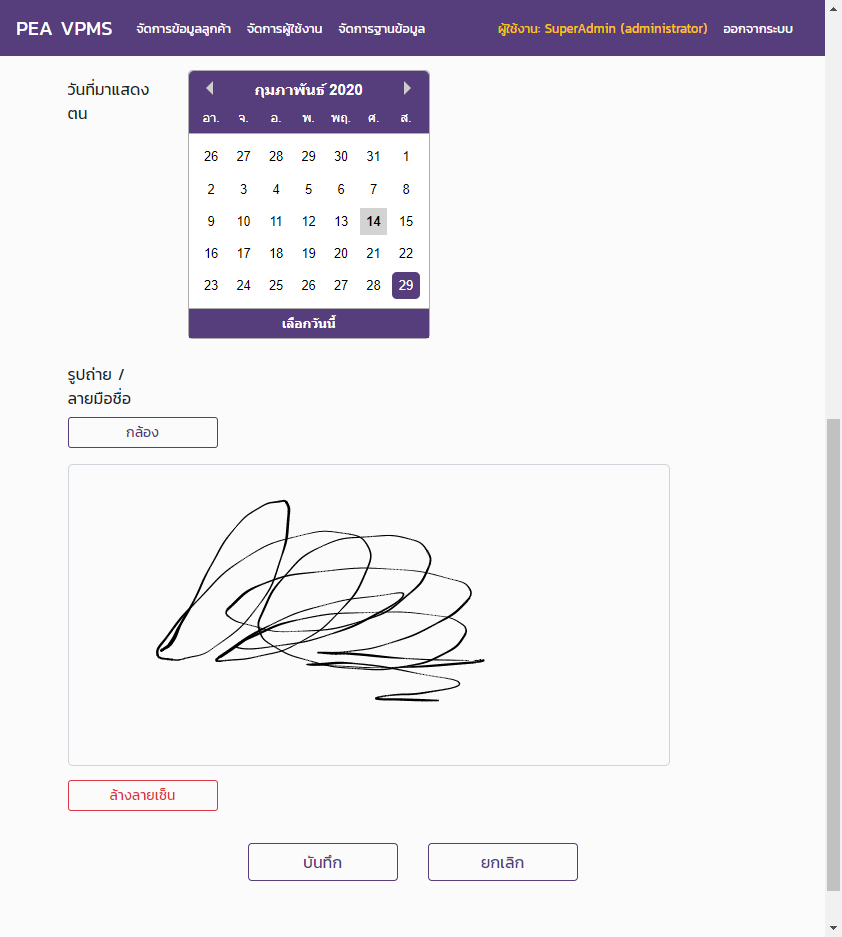 PEA VPMS จัดการข้อมูลลูกค้า จัดการผู้ใช้งาน จัดการฐานข้อมูล ผู้ใช้งาน: SuperAdmin (administrator) ออกจากระบบ
วันที่มาแสดง
ตน
กุมภาพันธ์ 2020
อา. จ. อ. พ. พฤ. ศ. ส.
26 27 28 29 30 31 1
2 3 4 5 6 7 8
9 10 11 12 13 14 15
16 17 18 19 20 21 22
23 24 25 26 27 28 29
เลือกวันนี้
รูปถ่าย /
ลายมือชื่อ
กล้อง
ล้างลายเซ็น
บันทึก ยกเลิก